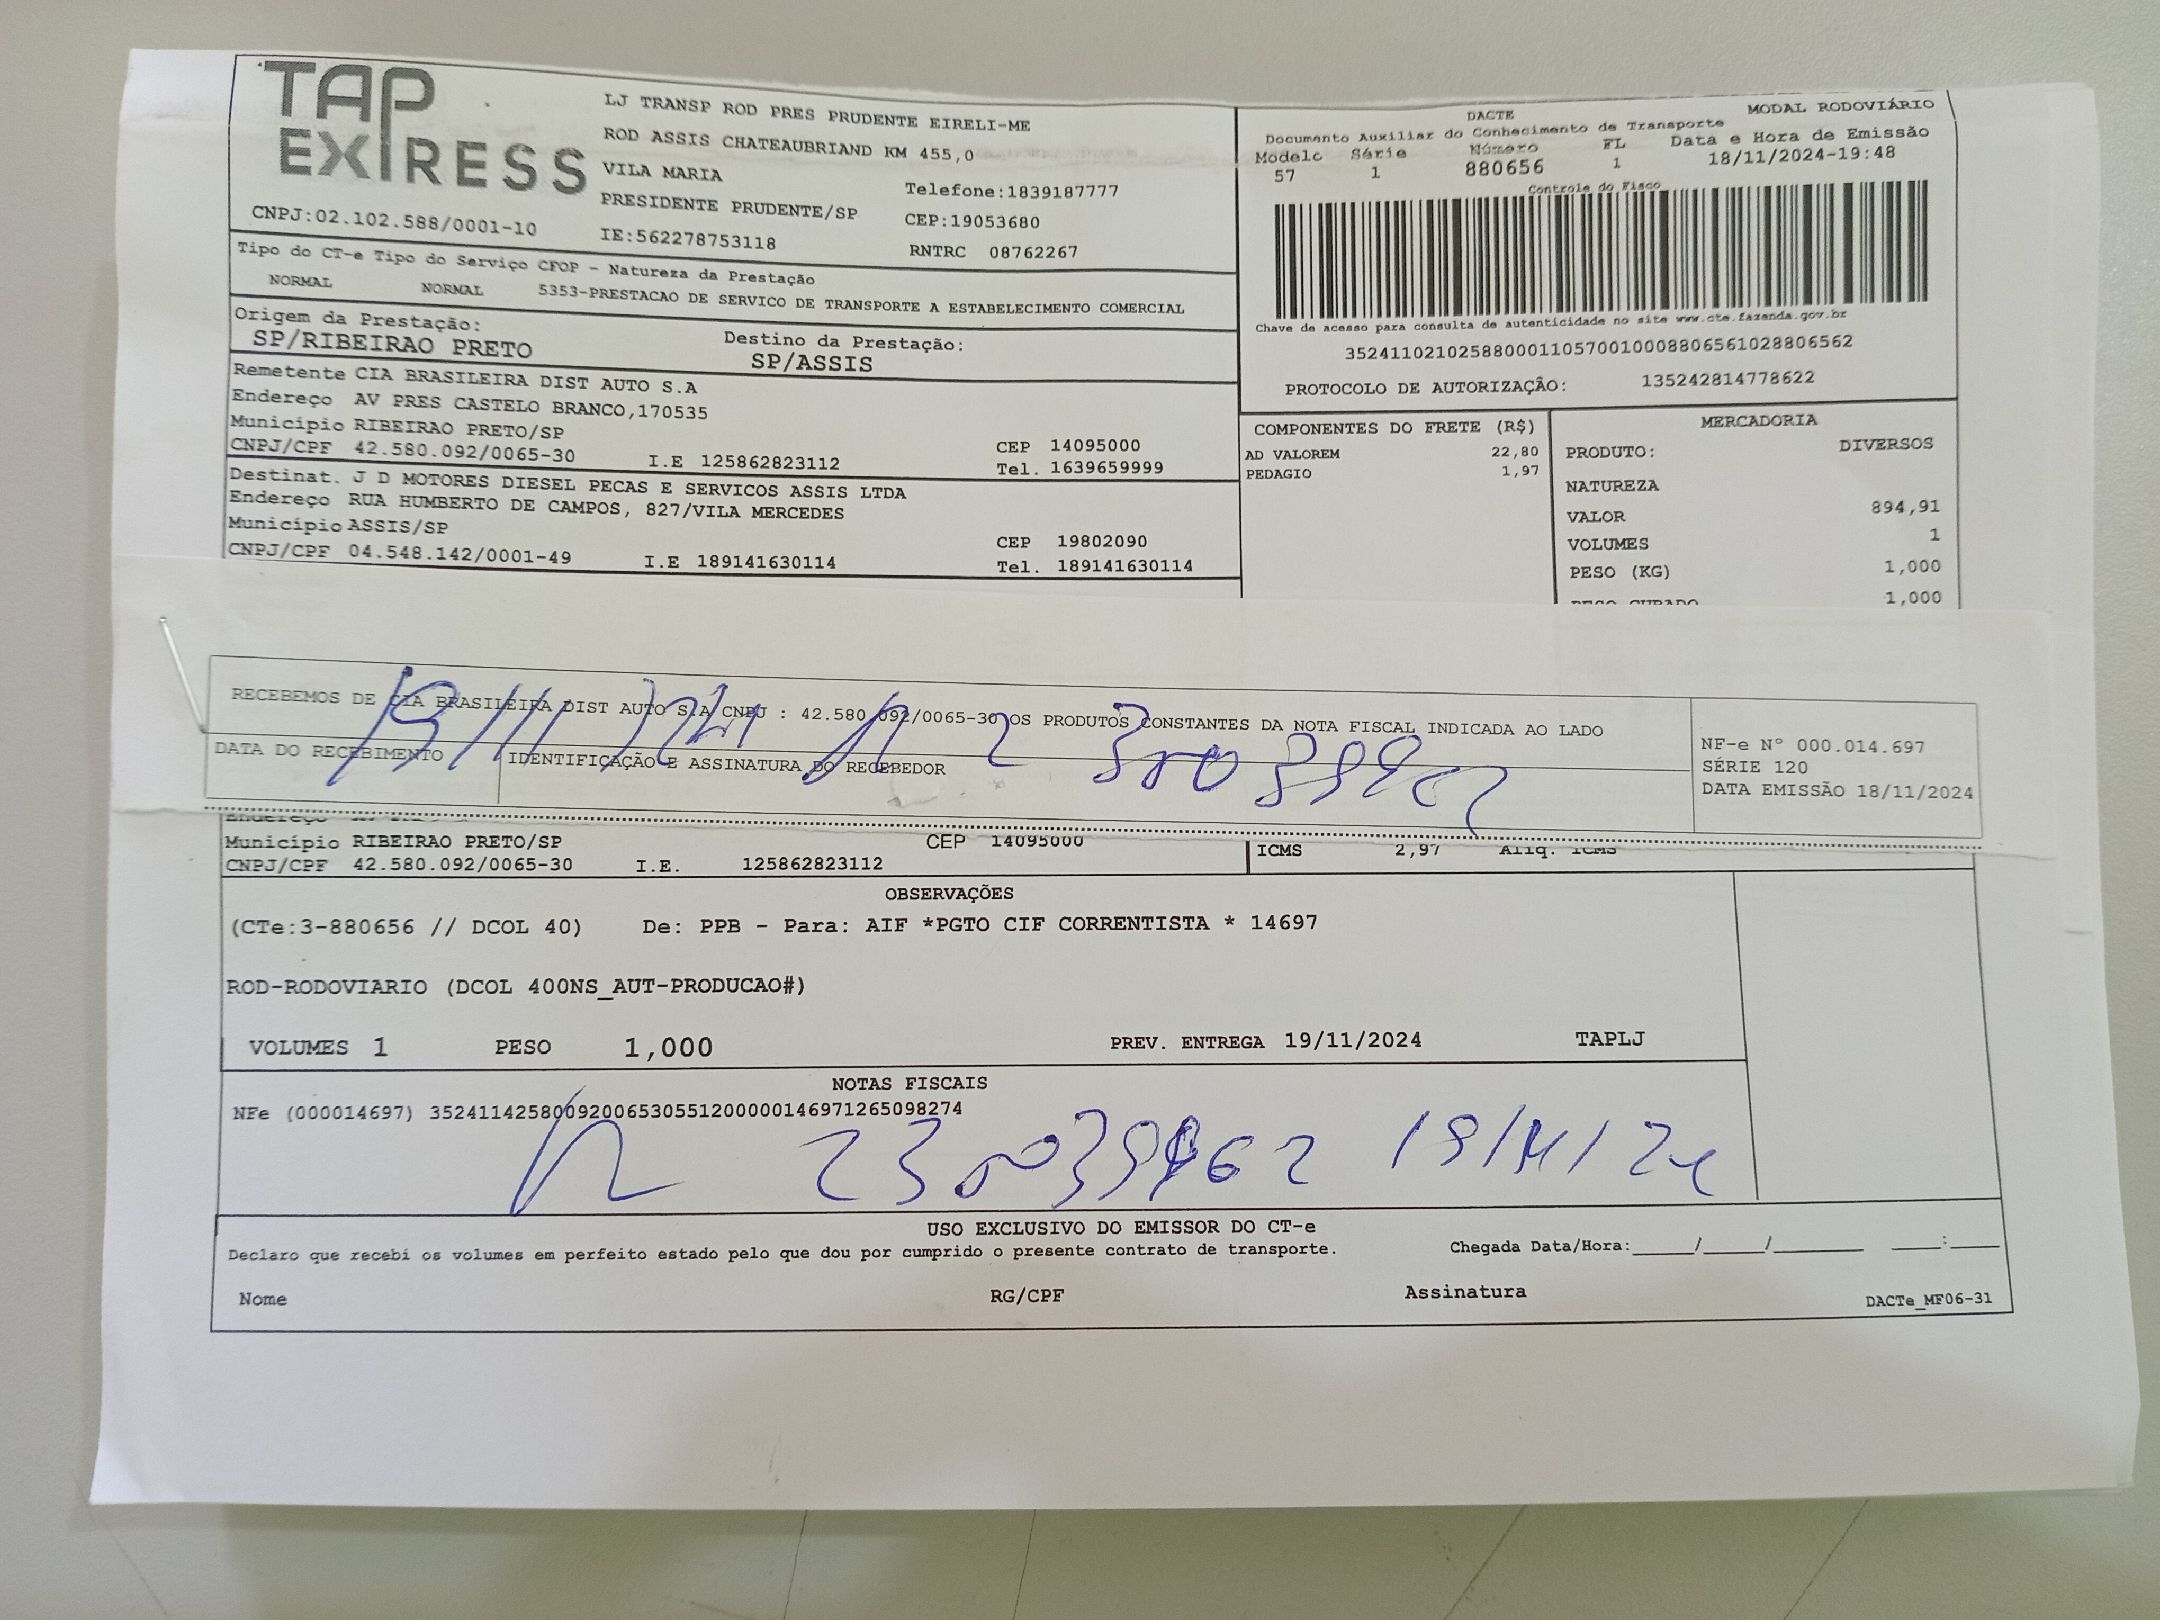 TAP EXPRESS
LJ TRANSP ROD PRES PRUDENTE EIRELI-ME
ROD ASSIS CHATEAUBRIAND KM 455,0
VILA MARIA
Telefone:1839187777
PRESIDENTE PRUDENTE/SP
CEP:19053680
CNPJ:02.102.588/0001-10
IE:562278753118
RNTRC 08762267
DACTE
MODAL RODOVIÁRIO
Documento Auxiliar do Conhecimento de Transporte
Modelo Série Número FL Data e Hora de Emissão
57 1 880656 1 18/11/2024-19:48
Controle do Fisco
Chave de acesso para consulta de autenticidade no site www.cte.fazenda.gov.br
35241102102588000110570010008806561028806562
PROTOCOLO DE AUTORIZAÇÃO: 135242814778622
Tipo do CT-e Tipo do Serviço CFOP - Natureza da Prestação
NORMAL NORMAL 5353-PRESTACAO DE SERVICO DE TRANSPORTE A ESTABELECIMENTO COMERCIAL
Origem da Prestação: Destino da Prestação:
SP/RIBEIRAO PRETO SP/ASSIS
Remetente CIA BRASILEIRA DIST AUTO S.A
Endereço AV PRES CASTELO BRANCO,170535
Município RIBEIRAO PRETO/SP CEP 14095000
CNPJ/CPF 42.580.092/0065-30 I.E 125862823112 Tel. 1639659999
Destinat. J D MOTORES DIESEL PECAS E SERVICOS ASSIS LTDA
Endereço RUA HUMBERTO DE CAMPOS, 827/VILA MERCEDES
Município ASSIS/SP CEP 19802090
CNPJ/CPF 04.548.142/0001-49 I.E 189141630114 Tel. 189141630114
COMPONENTES DO FRETE (R$)
AD VALOREM 22,80
PEDAGIO 1,97
MERCADORIA
PRODUTO: DIVERSOS
NATUREZA
VALOR 894,91
VOLUMES 1
PESO (KG) 1,000
PESO CUBADO 1,000
RECEBEMOS DE CIA BRASILEIRA DIST AUTO S.A CNPJ : 42.580.092/0065-30 OS PRODUTOS CONSTANTES DA NOTA FISCAL INDICADA AO LADO
19/11/24
DATA DO RECEBIMENTO IDENTIFICAÇÃO E ASSINATURA DO RECEBEDOR
NF-e Nº 000.014.697
SÉRIE 120
DATA EMISSÃO 18/11/2024
Endereço
Município RIBEIRAO PRETO/SP CEP 14095000
CNPJ/CPF 42.580.092/0065-30 I.E. 125862823112
ICMS 2,97 Aliq. ICMS
OBSERVAÇÕES
(CTe:3-880656 // DCOL 40) De: PPB - Para: AIF *PGTO CIF CORRENTISTA * 14697
ROD-RODOVIARIO (DCOL 400NS_AUT-PRODUCAO#)
VOLUMES 1 PESO 1,000 PREV. ENTREGA 19/11/2024 TAPLJ
NOTAS FISCAIS
NFe (000014697) 35241142580092006530551200000146971265098274
19/11/24
USO EXCLUSIVO DO EMISSOR DO CT-e
Declaro que recebi os volumes em perfeito estado pelo que dou por cumprido o presente contrato de transporte. Chegada Data/Hora:_____/_____/_______ ____:____
Nome RG/CPF Assinatura DACTe_MF06-31